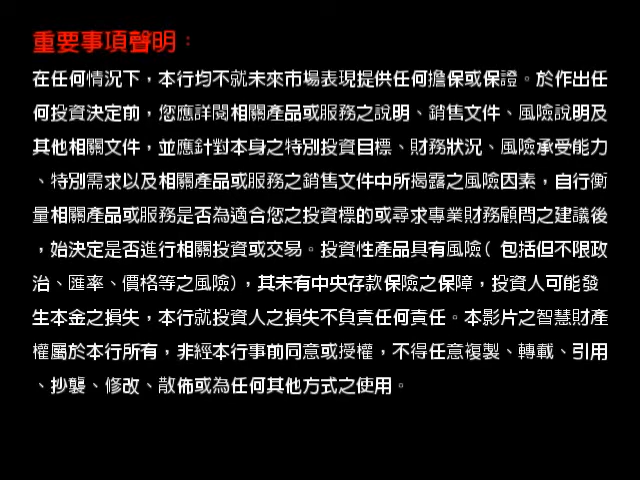 重要事項聲明：
在任何情況下，本行均不就未來市場表現提供任何擔保或保證。於作出任
何投資決定前，您應詳閱相關產品或服務之說明、銷售文件、風險說明及
其他相關文件，並應針對本身之特別投資目標、財務狀況、風險承受能力
、特別需求以及相關產品或服務之銷售文件中所揭露之風險因素，自行衡
量相關產品或服務是否為適合您之投資標的或尋求專業財務顧問之建議後
，始決定是否進行相關投資或交易。投資性產品具有風險( 包括但不限政
治、匯率、價格等之風險)，其未有中央存款保險之保障，投資人可能發
生本金之損失，本行就投資人之損失不負責任何責任。本影片之智慧財產
權屬於本行所有，非經本行事前同意或授權，不得任意複製、轉載、引用
、抄襲、修改、散佈或為任何其他方式之使用。